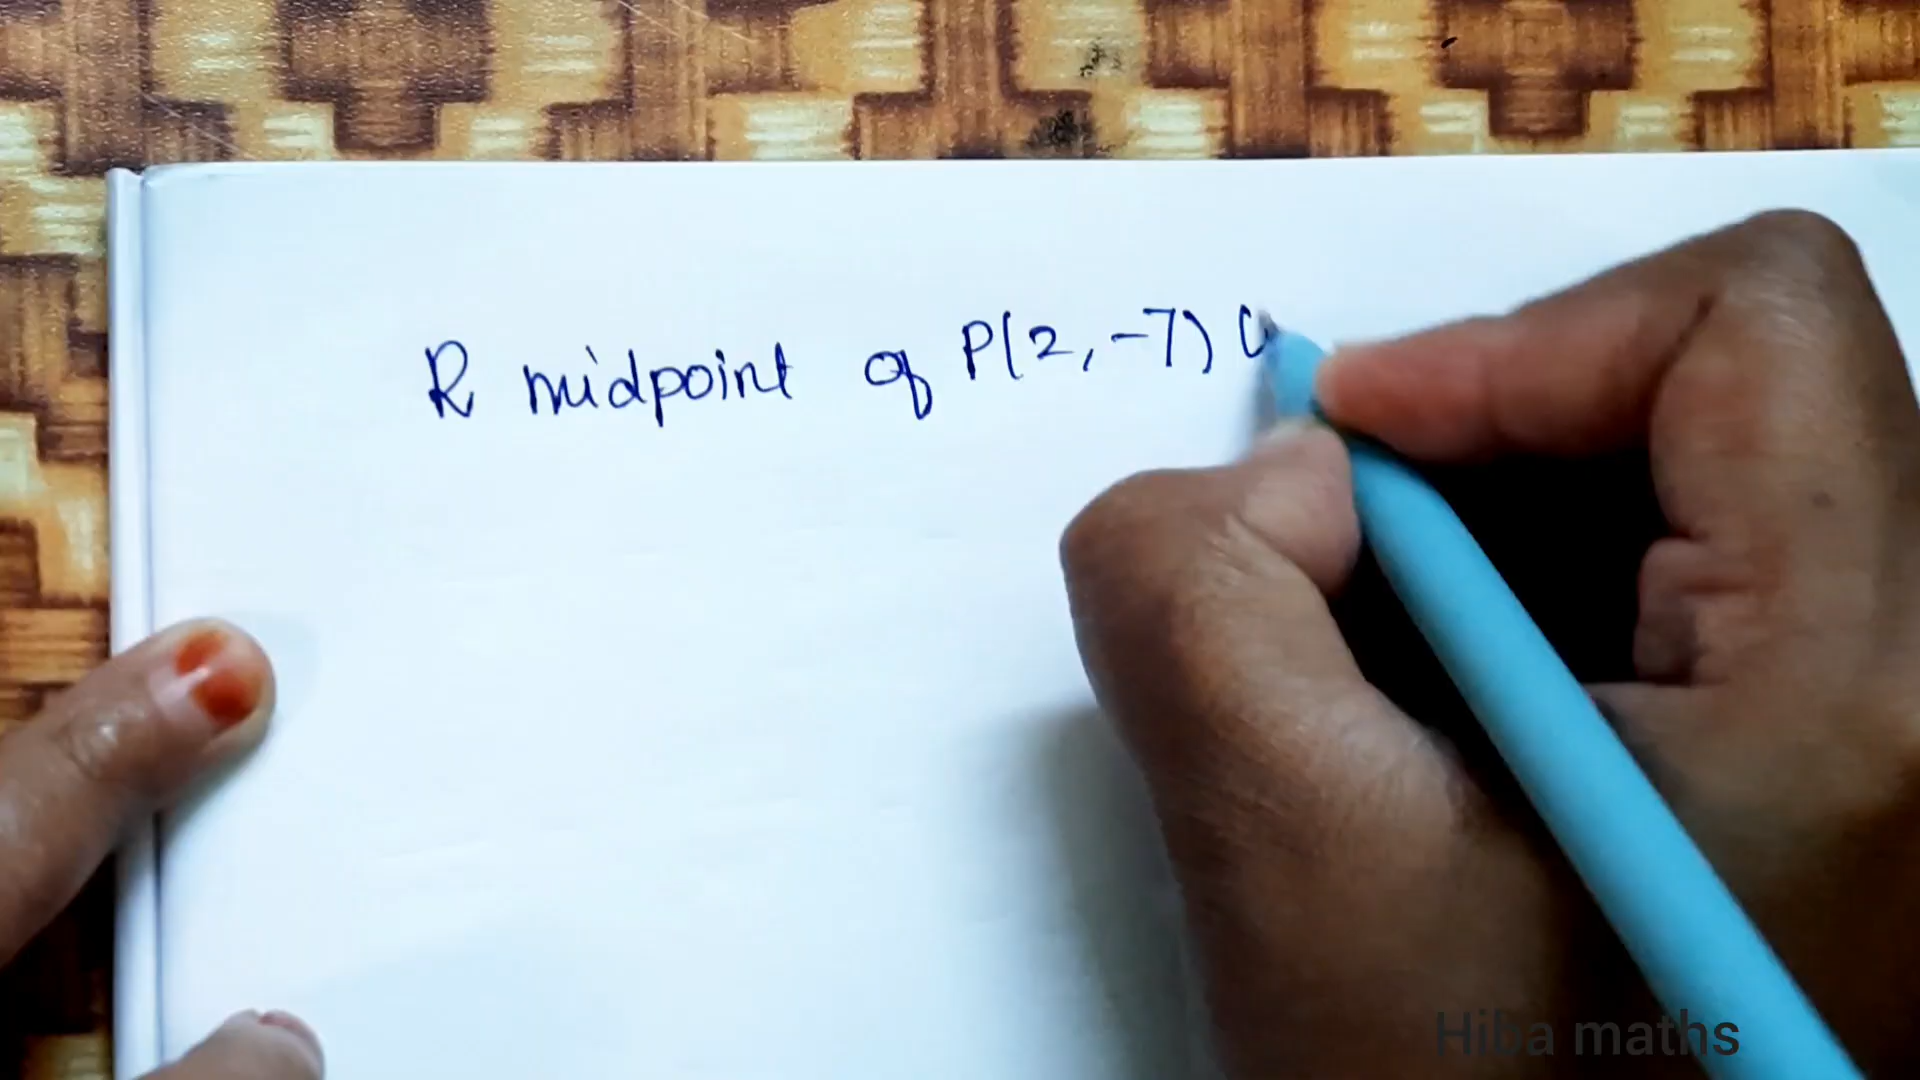 R midpoint of P(2, -7)
Hiba maths